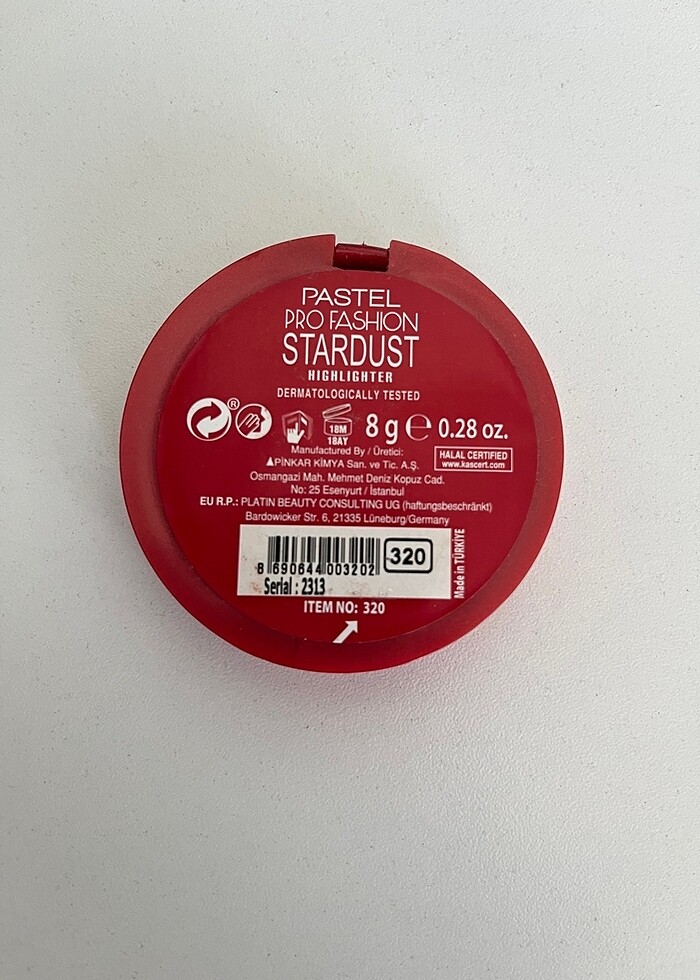 PASTEL
PRO FASHION
STARDUST
HIGHLIGHTER
DERMATOLOGICALLY TESTED
® 18M 18AY 8 g ℮ 0.28 oz.
Manufactured By / Üretici:
PİNKAR KİMYA San. ve Tic. A.Ş.
HALAL CERTIFIED
www.kascert.com
Osmangazi Mah. Mehmet Deniz Kopuz Cad.
No: 25 Esenyurt / İstanbul
EU R.P.: PLATIN BEAUTY CONSULTING UG (haftungsbeschränkt)
Bardowicker Str. 6, 21335 Lüneburg/Germany
8 690644 003202 320
Serial : 2313
Made in TÜRKİYE
ITEM NO: 320